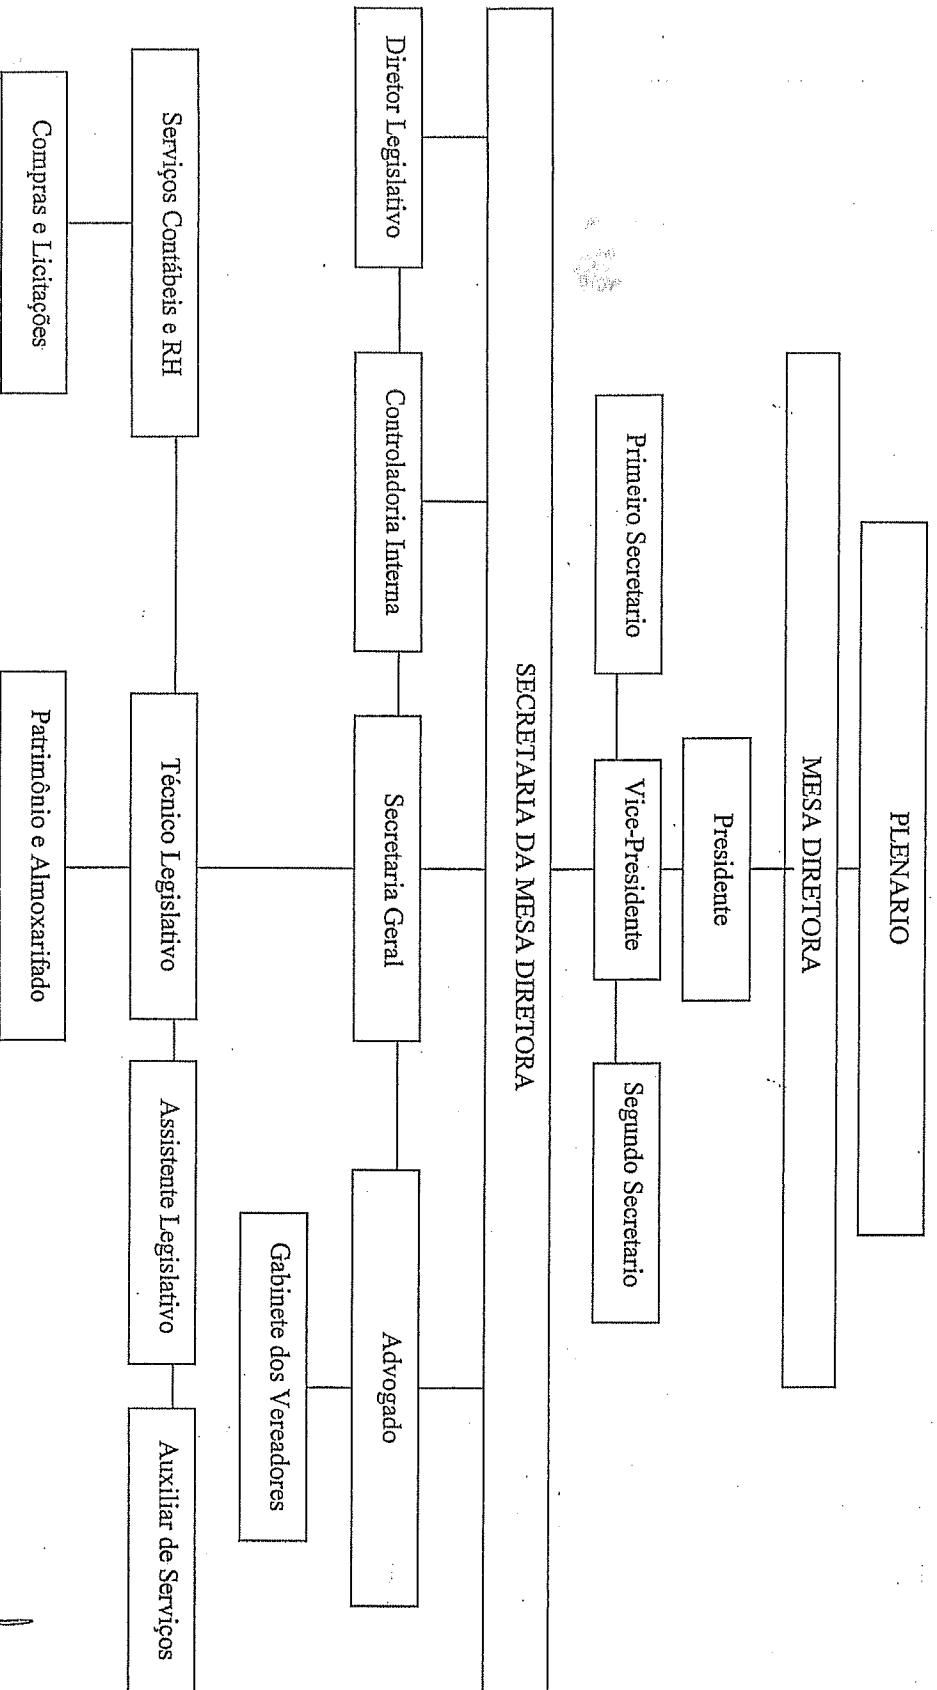 PLENARIO
MESA DIRETORA
Presidente
Primeiro Secretario
Vice-Presidente
Segundo Secretario
SECRETARIA DA MESA DIRETORA
Diretor Legislativo
Controladoria Interna
Secretaria Geral
Advogado
Gabinete dos Vereadores
Serviços Contábeis e RH
Técnico Legislativo
Assistente Legislativo
Auxiliar de Serviços
Compras e Licitações
Patrimônio e Almoxarifado